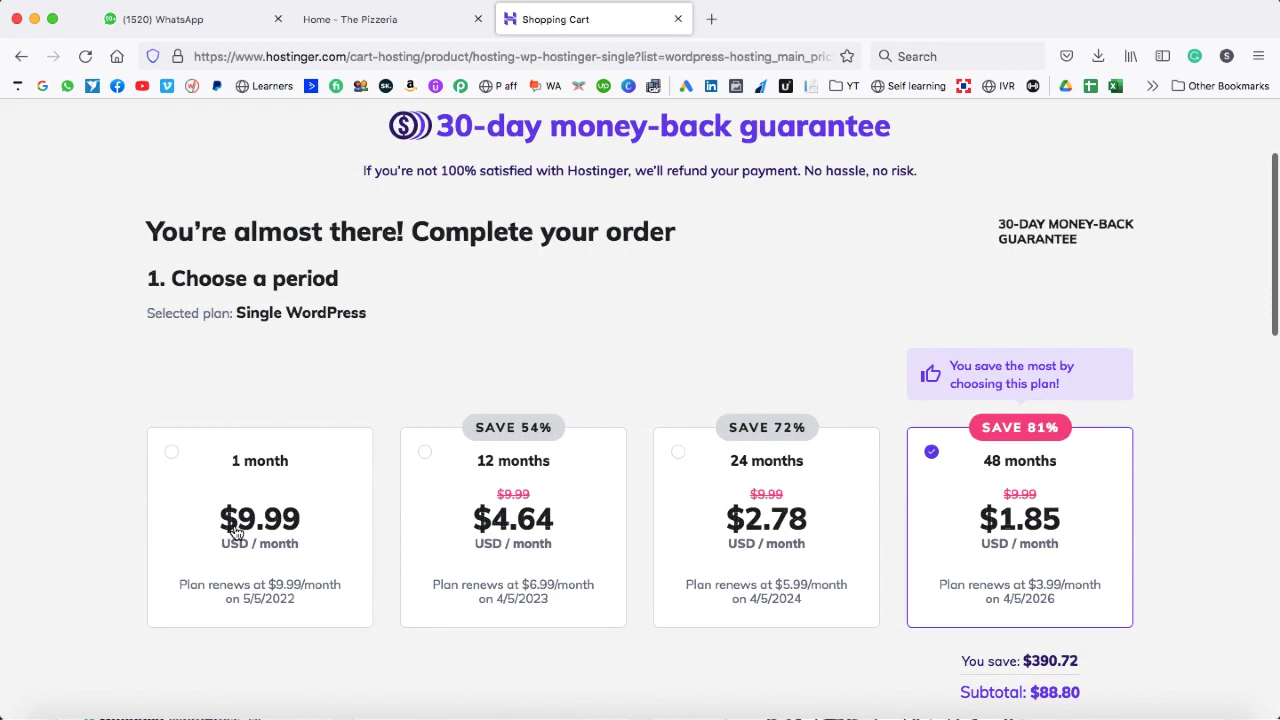 (1520) WhatsApp
Home - The Pizzeria
Shopping Cart
https://www.hostinger.com/cart-hosting/product/hosting-wp-hostinger-single?list=wordpress-hosting_main_pric
Search
Learners
P aff
WA
YT
Self learning
IVR
Other Bookmarks
30-day money-back guarantee
If you're not 100% satisfied with Hostinger, we'll refund your payment. No hassle, no risk.
You're almost there! Complete your order
30-DAY MONEY-BACK
GUARANTEE
1. Choose a period
Selected plan: Single WordPress
You save the most by
choosing this plan!
SAVE 54%
SAVE 72%
SAVE 81%
1 month
12 months
24 months
48 months
$9.99
$9.99
$9.99
$9.99
$4.64
$2.78
$1.85
USD / month
USD / month
USD / month
USD / month
Plan renews at $9.99/month
on 5/5/2022
Plan renews at $6.99/month
on 4/5/2023
Plan renews at $5.99/month
on 4/5/2024
Plan renews at $3.99/month
on 4/5/2026
You save: $390.72
Subtotal: $88.80